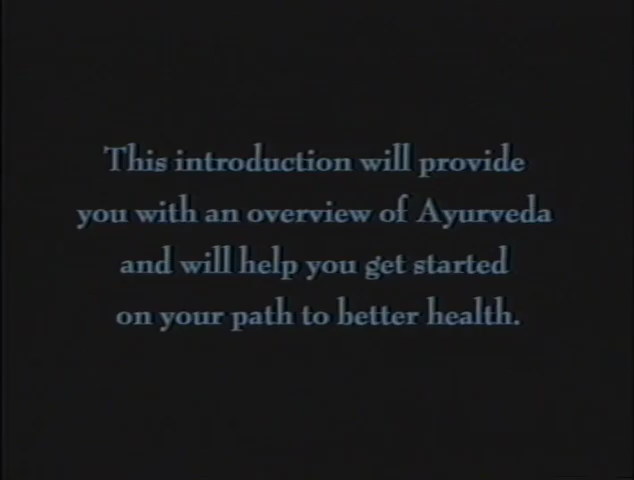 This introduction will provide
you with an overview of Ayurveda
and will help you get started
on your path to better health.